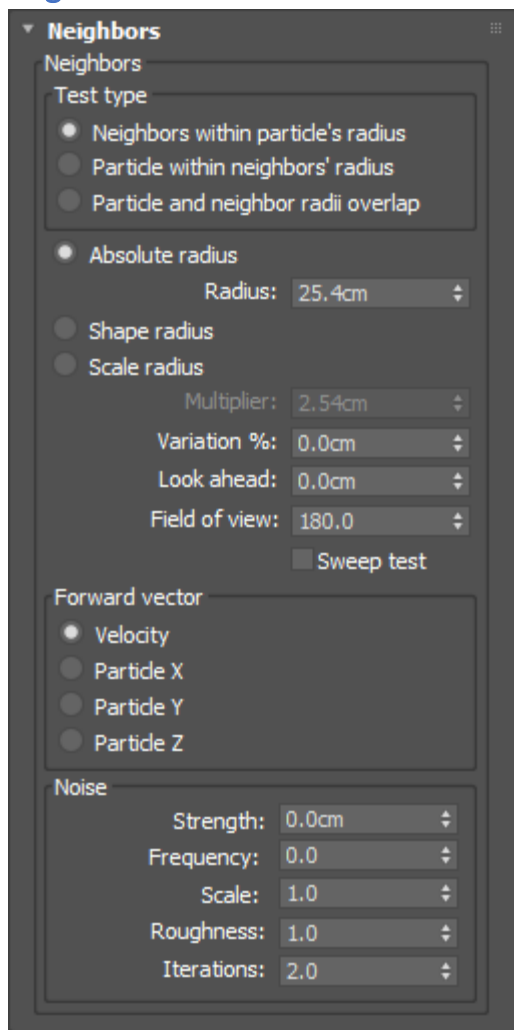 Neighbors
Neighbors
Test type
Neighbors within particle's radius
Particle within neighbors' radius
Particle and neighbor radii overlap
Absolute radius
Radius: 25.4cm
Shape radius
Scale radius
Multiplier: 2.54cm
Variation %: 0.0cm
Look ahead: 0.0cm
Field of view: 180.0
Sweep test
Forward vector
Velocity
Particle X
Particle Y
Particle Z
Noise
Strength: 0.0cm
Frequency: 0.0
Scale: 1.0
Roughness: 1.0
Iterations: 2.0